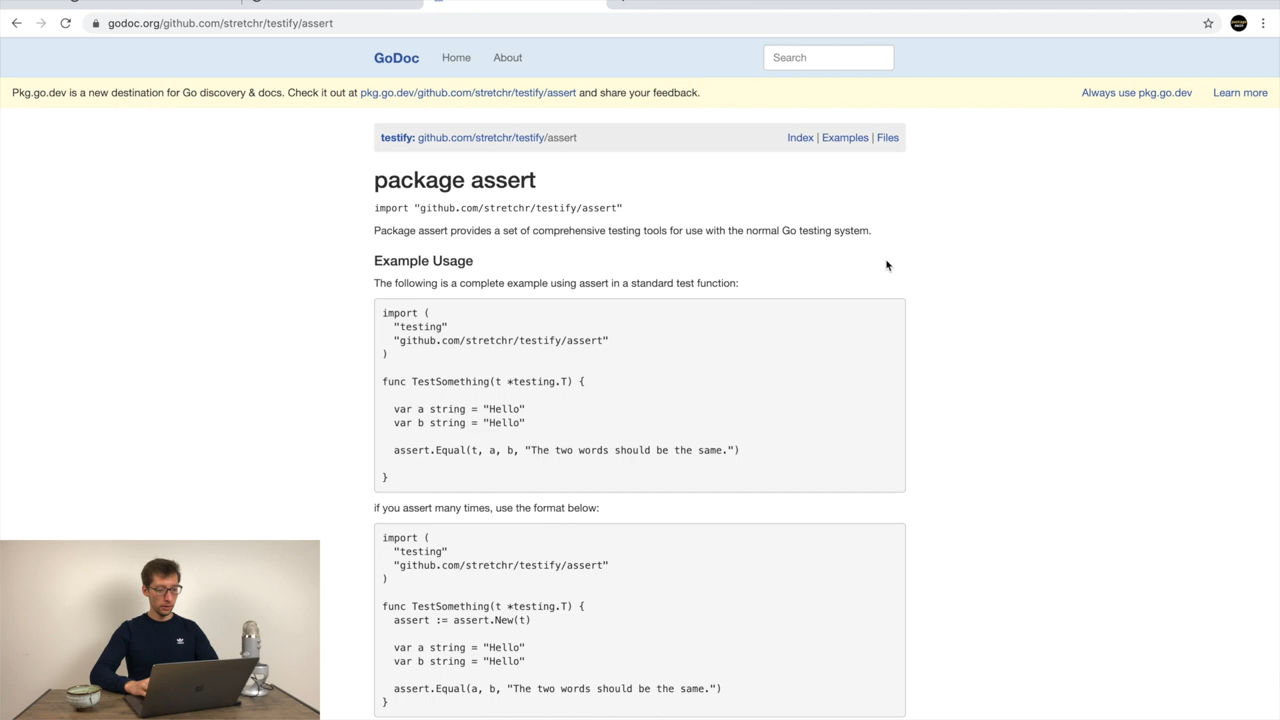 godoc.org/github.com/stretchr/testify/assert
GoDoc Home About Search
Pkg.go.dev is a new destination for Go discovery & docs. Check it out at pkg.go.dev/github.com/stretchr/testify/assert and share your feedback. Always use pkg.go.dev Learn more
testify: github.com/stretchr/testify/assert Index | Examples | Files
package assert
import "github.com/stretchr/testify/assert"
Package assert provides a set of comprehensive testing tools for use with the normal Go testing system.
Example Usage
The following is a complete example using assert in a standard test function:
import (
"testing"
"github.com/stretchr/testify/assert"
)
func TestSomething(t *testing.T) {
var a string = "Hello"
var b string = "Hello"
assert.Equal(t, a, b, "The two words should be the same.")
}
if you assert many times, use the format below:
import (
"testing"
"github.com/stretchr/testify/assert"
)
func TestSomething(t *testing.T) {
assert := assert.New(t)
var a string = "Hello"
var b string = "Hello"
assert.Equal(a, b, "The two words should be the same.")
}